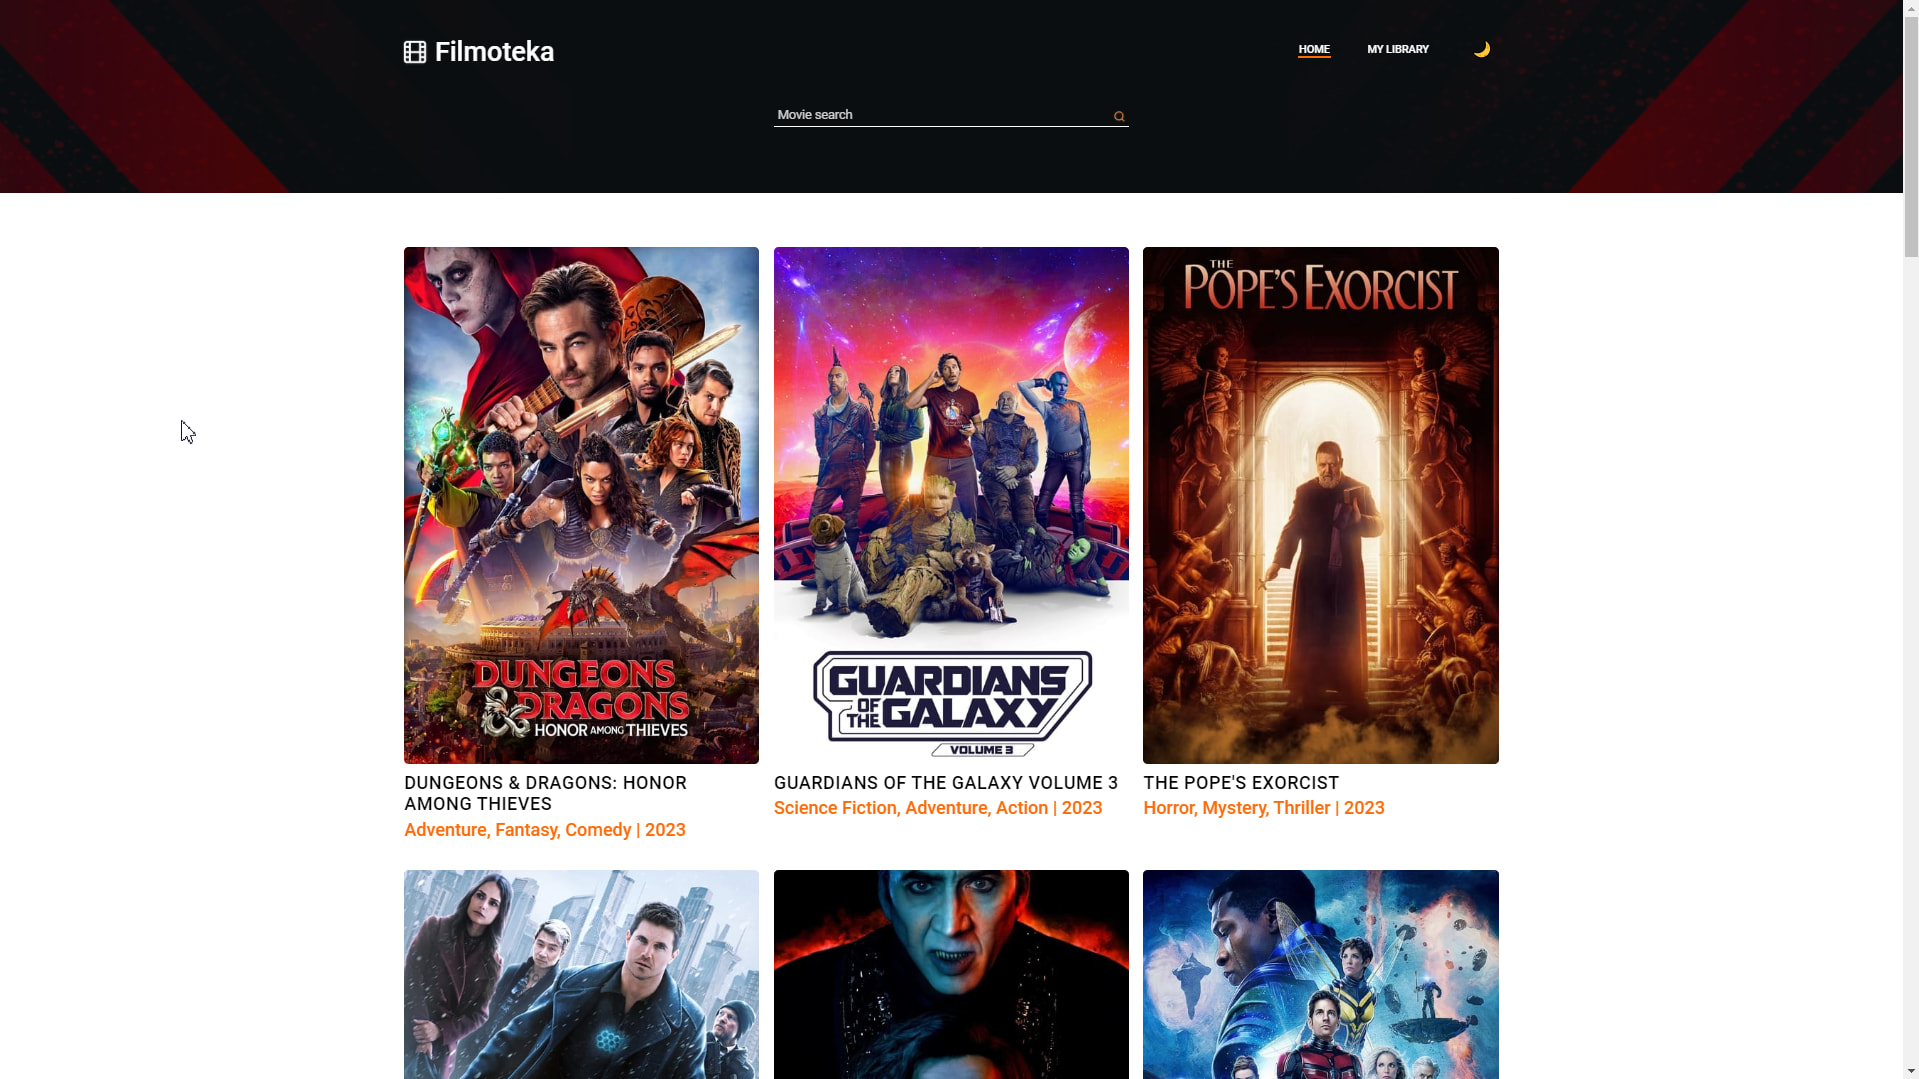 Filmoteka
HOME
MY LIBRARY
Movie search
DUNGEONS
& DRAGONS
HONOR AMONG THIEVES
GUARDIANS
OF THE GALAXY
VOLUME 3
THE
POPE'S EXORCIST
DUNGEONS & DRAGONS: HONOR
AMONG THIEVES
Adventure, Fantasy, Comedy | 2023
GUARDIANS OF THE GALAXY VOLUME 3
Science Fiction, Adventure, Action | 2023
THE POPE'S EXORCIST
Horror, Mystery, Thriller | 2023